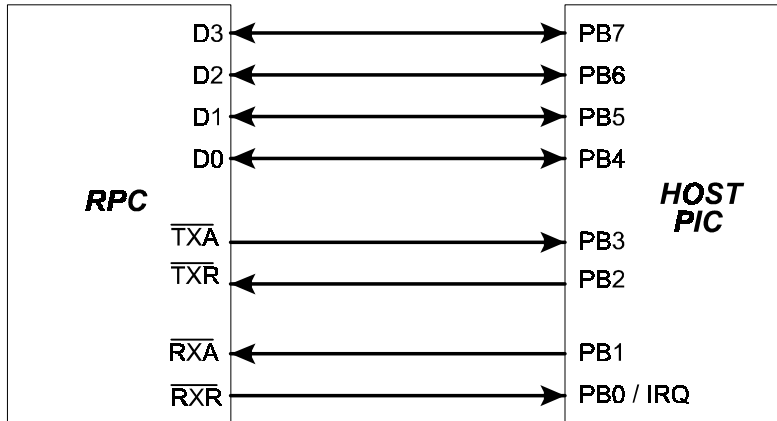 D3 PB7
D2 PB6
D1 PB5
D0 PB4
RPC
HOST
PIC
TXA PB3
TXR PB2
RXA PB1
RXR PB0 / IRQ